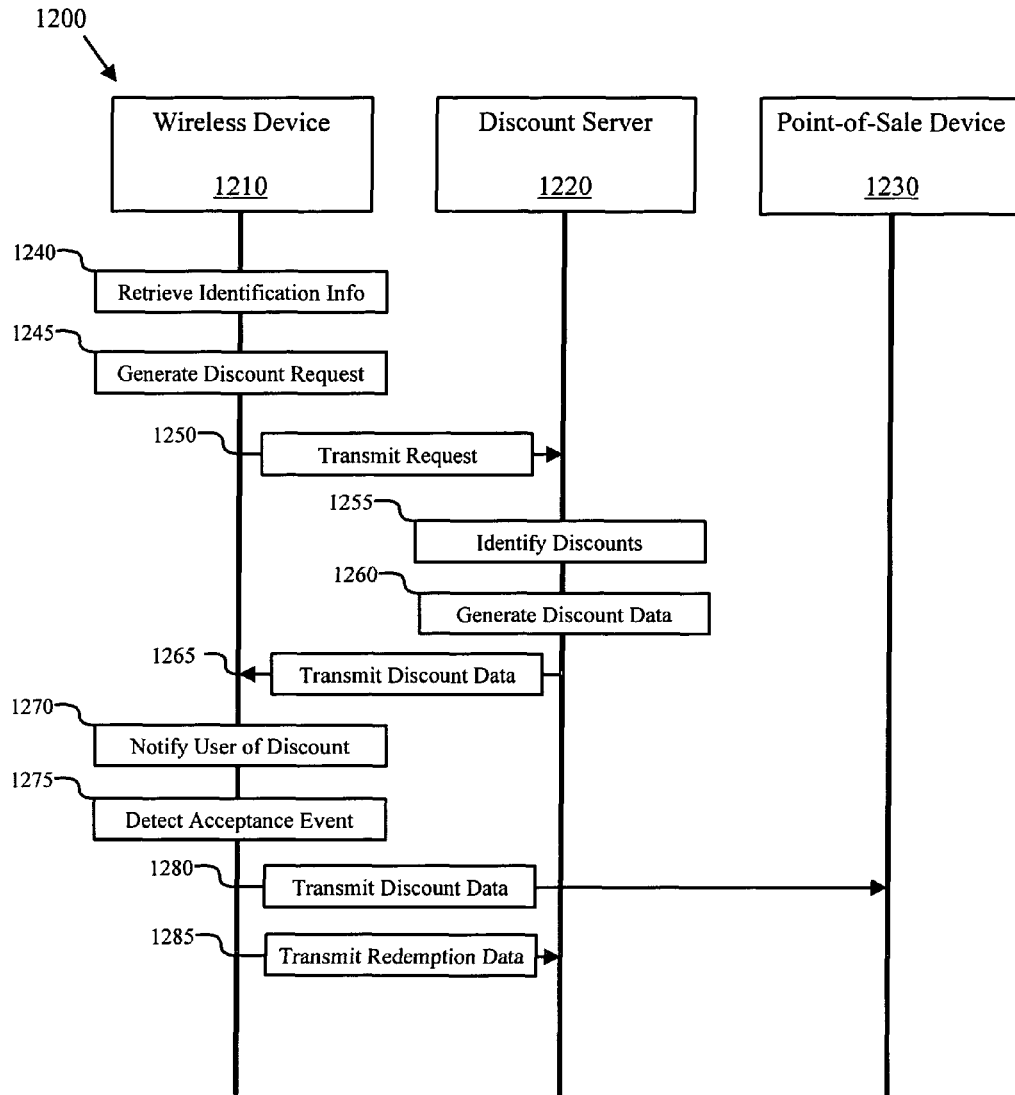 1200
Wireless Device
1210
Discount Server
1220
Point-of-Sale Device
1230
1240
Retrieve Identification Info
1245
Generate Discount Request
1250
Transmit Request
1255
Identify Discounts
1260
Generate Discount Data
1265
Transmit Discount Data
1270
Notify User of Discount
1275
Detect Acceptance Event
1280
Transmit Discount Data
1285
Transmit Redemption Data